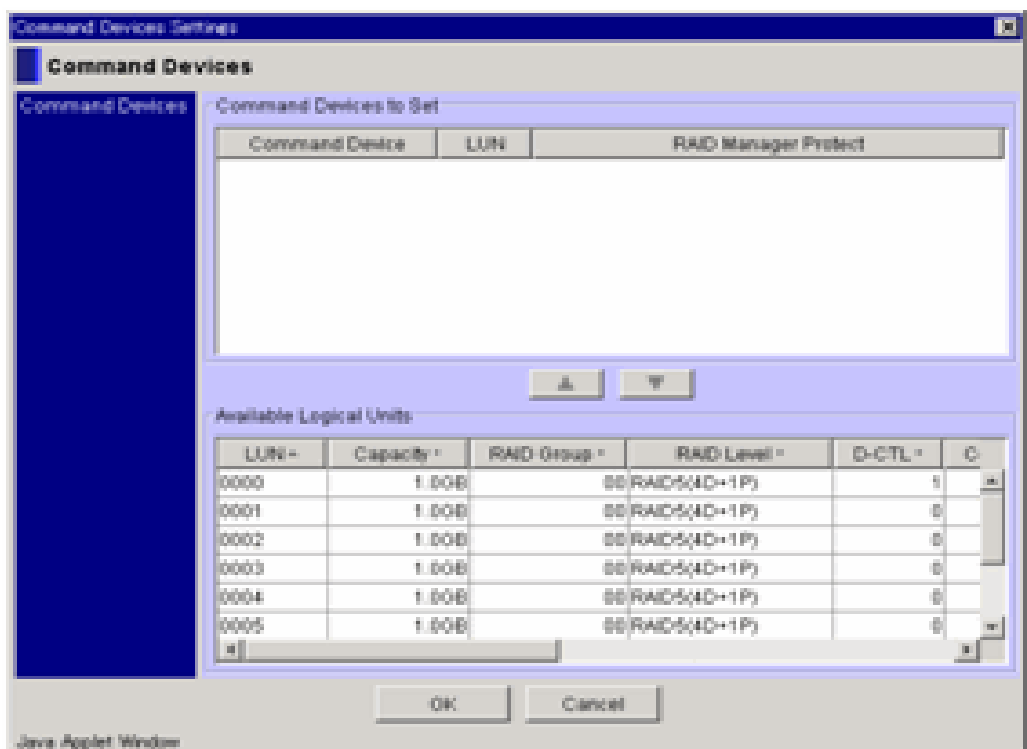 Command Devices Settings
Command Devices
Command Devices
Command Devices to Set
Command Device LUN RAID Manager Protect
Available Logical Units
LUN Capacity RAID Group RAID Level D-CTL C
0000 1.0GB 00 RAID5(4D+1P) 1
0001 1.0GB 00 RAID5(4D+1P) 0
0002 1.0GB 00 RAID5(4D+1P) 0
0003 1.0GB 00 RAID5(4D+1P) 0
0004 1.0GB 00 RAID5(4D+1P) 0
0005 1.0GB 00 RAID5(4D+1P) 0
OK Cancel
Java Applet Window